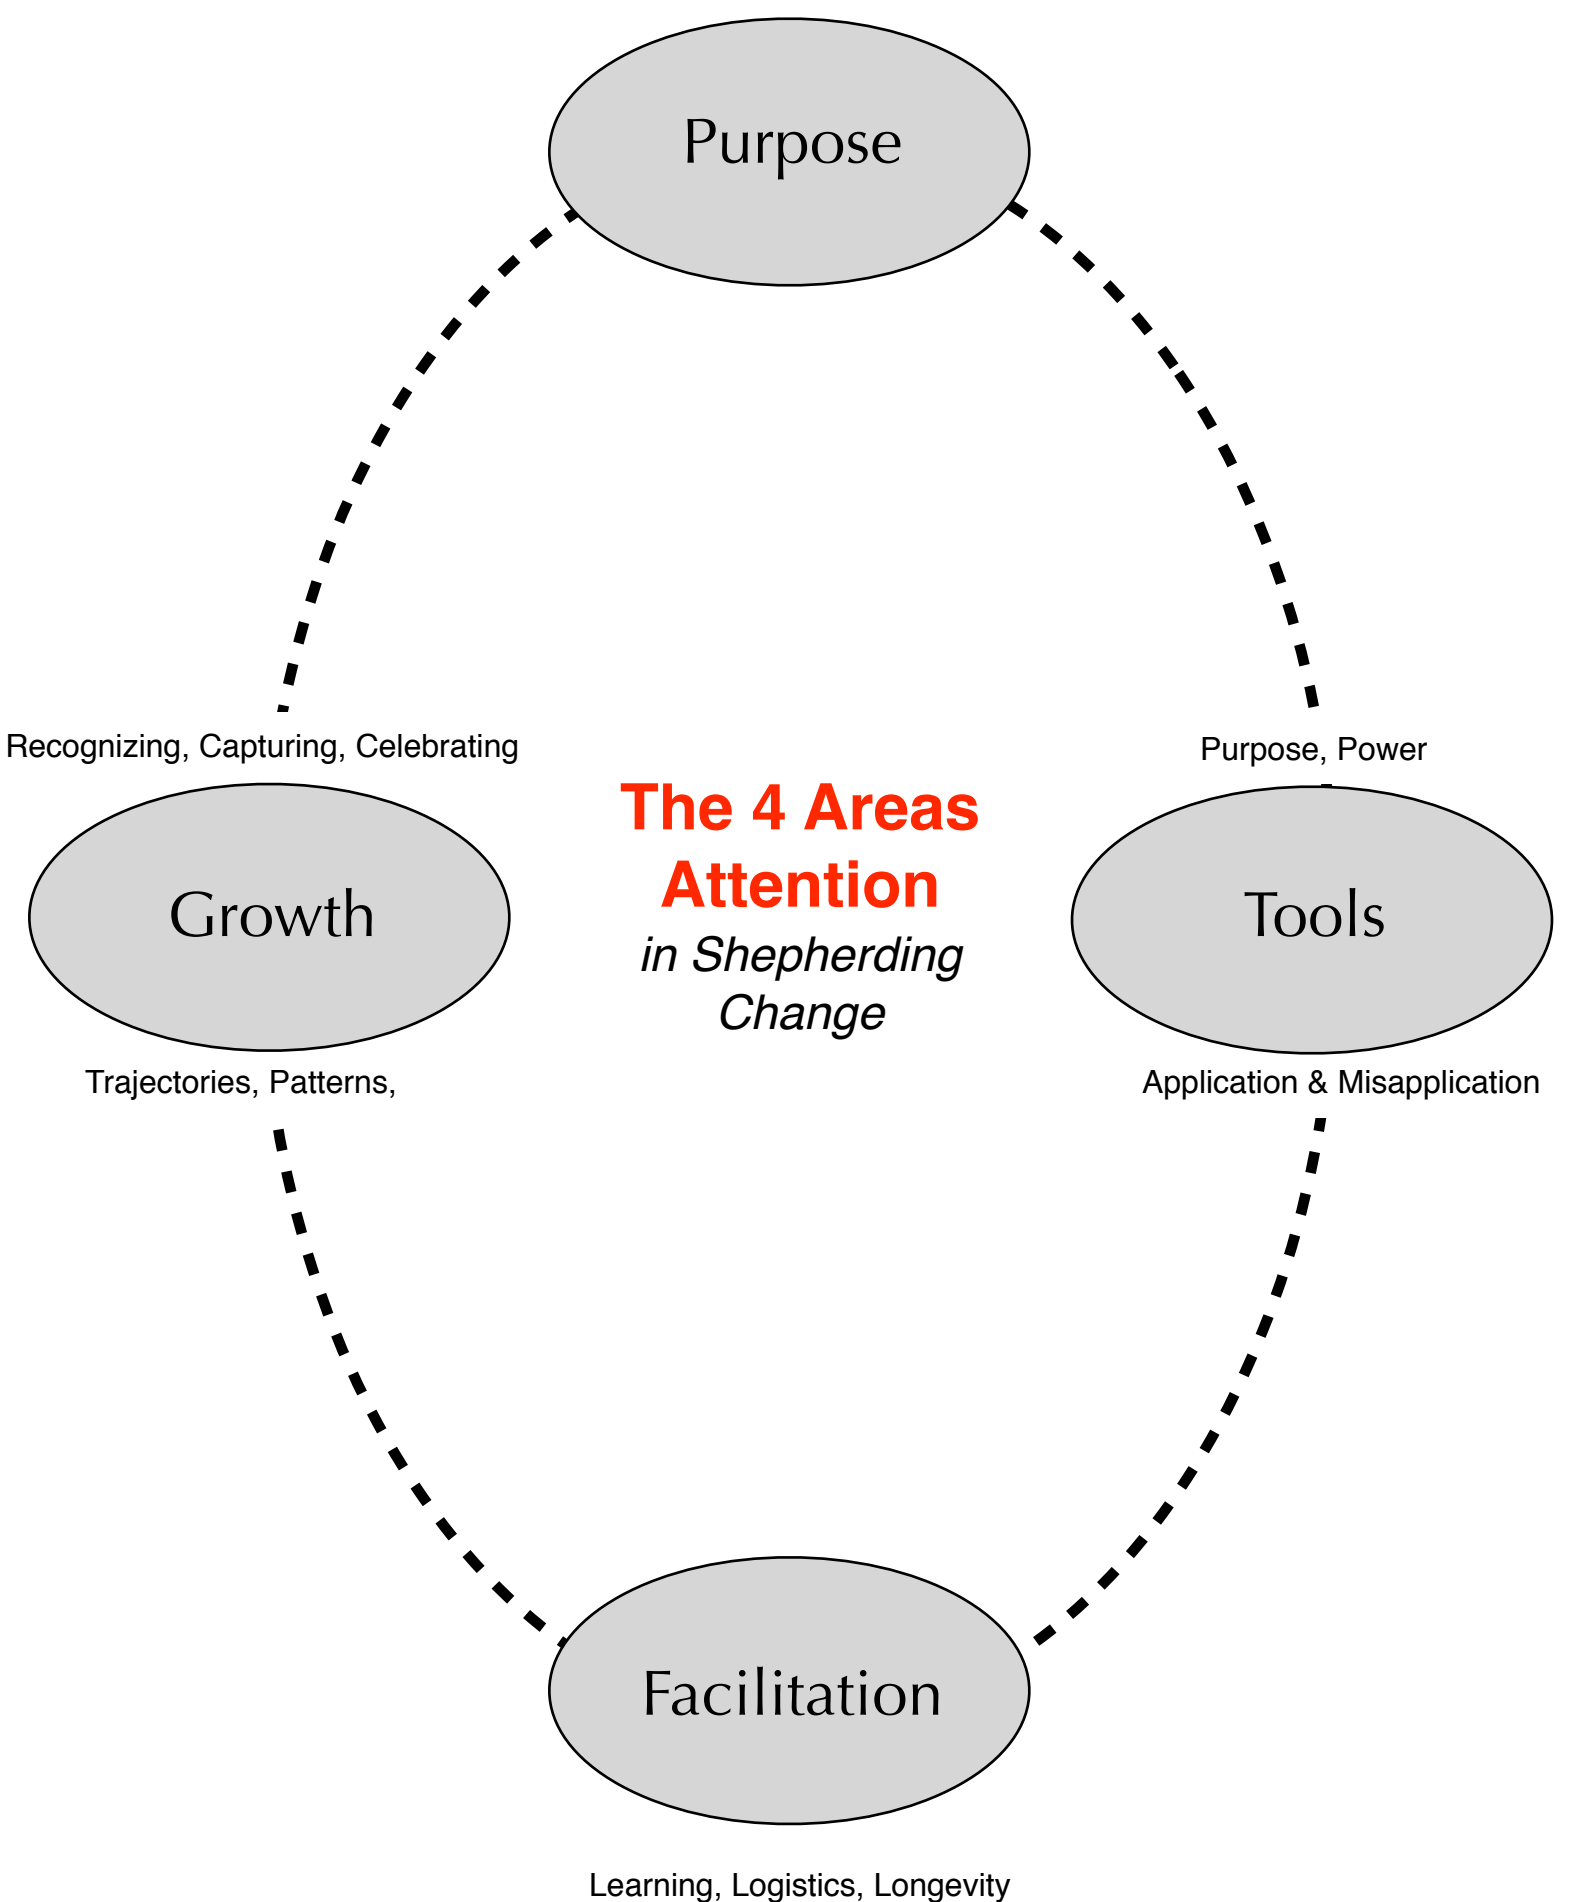 Purpose
Recognizing, Capturing, Celebrating
Purpose, Power
The 4 Areas
Attention
in Shepherding
Change
Growth
Tools
Trajectories, Patterns,
Application & Misapplication
Facilitation
Learning, Logistics, Longevity